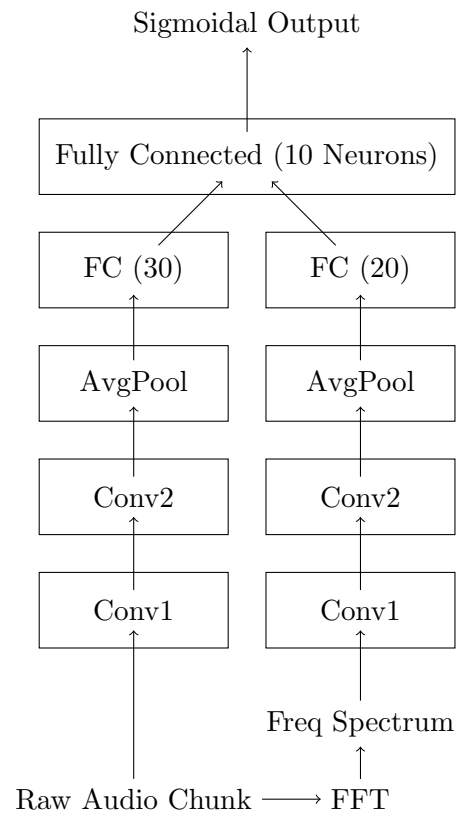 Sigmoidal Output
Fully Connected (10 Neurons)
FC (30) FC (20)
AvgPool AvgPool
Conv2 Conv2
Conv1 Conv1
Freq Spectrum
Raw Audio Chunk FFT